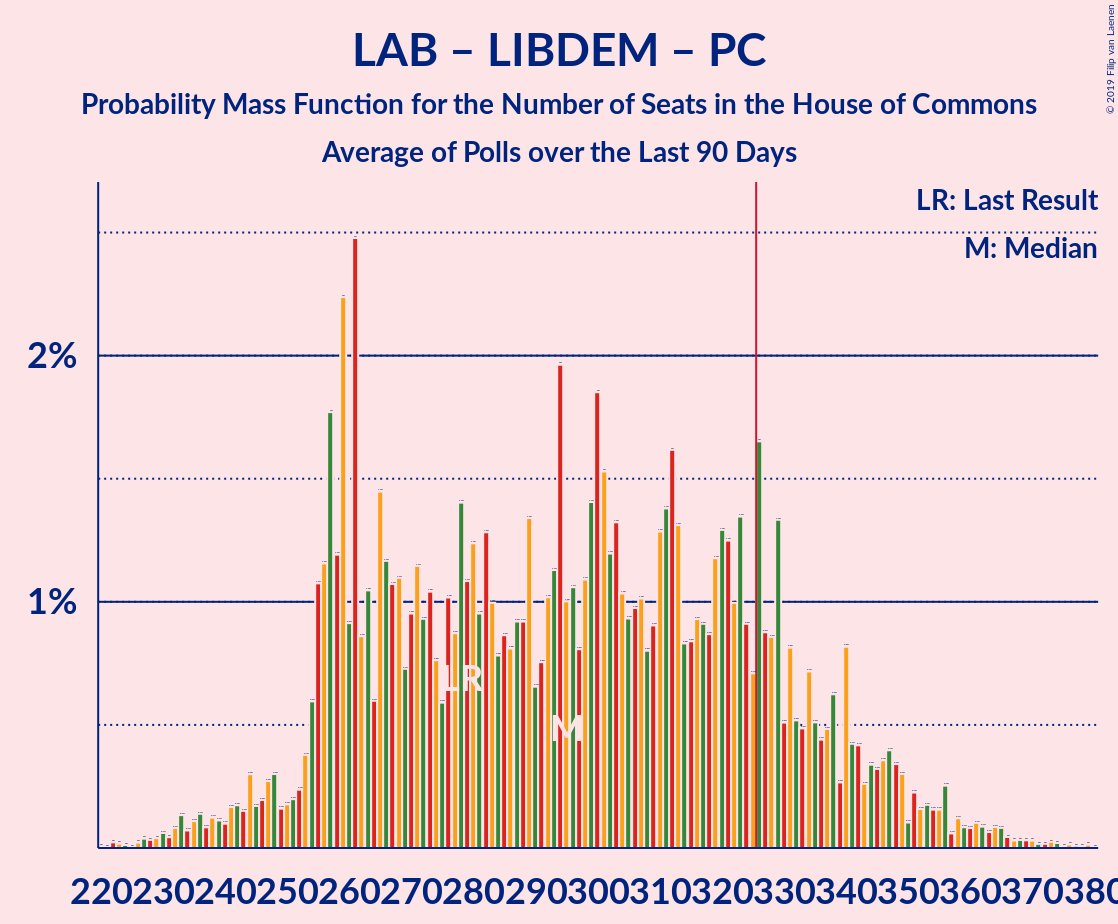 LAB – LIBDEM – PC
Probability Mass Function for the Number of Seats in the House of Commons
Average of Polls over the Last 90 Days
© 2019 Filip van Laenen
LR: Last Result
M: Median
2%
1%
LR
M
220 230 240 250 260 270 280 290 300 310 320 330 340 350 360 370 380